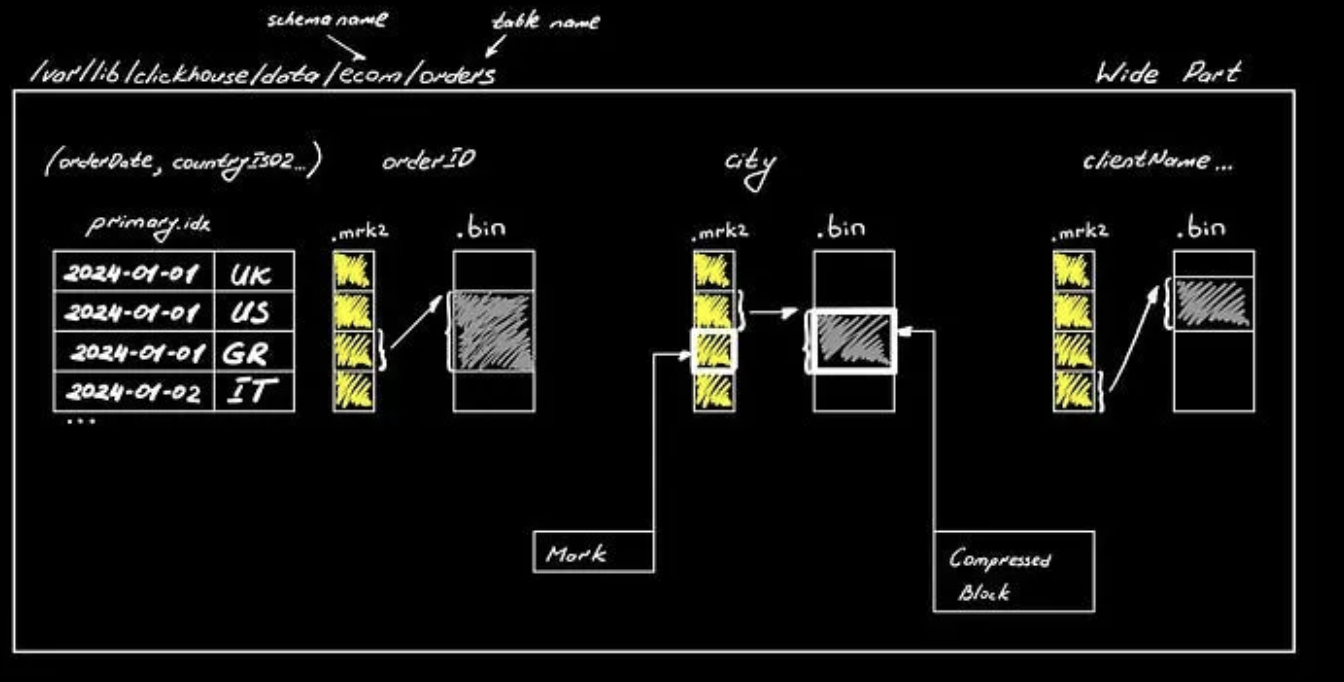 schema name
table name
/var/lib/clickhouse/data/ecom/orders
Wide Part
(orderDate, countryISO2...)
orderID
city
clientName...
primary.idx
.mrk2
.bin
.mrk2
.bin
.mrk2
.bin
2024-01-01 UK
2024-01-01 US
2024-01-01 GR
2024-01-02 IT
...
Mark
Compressed
Block